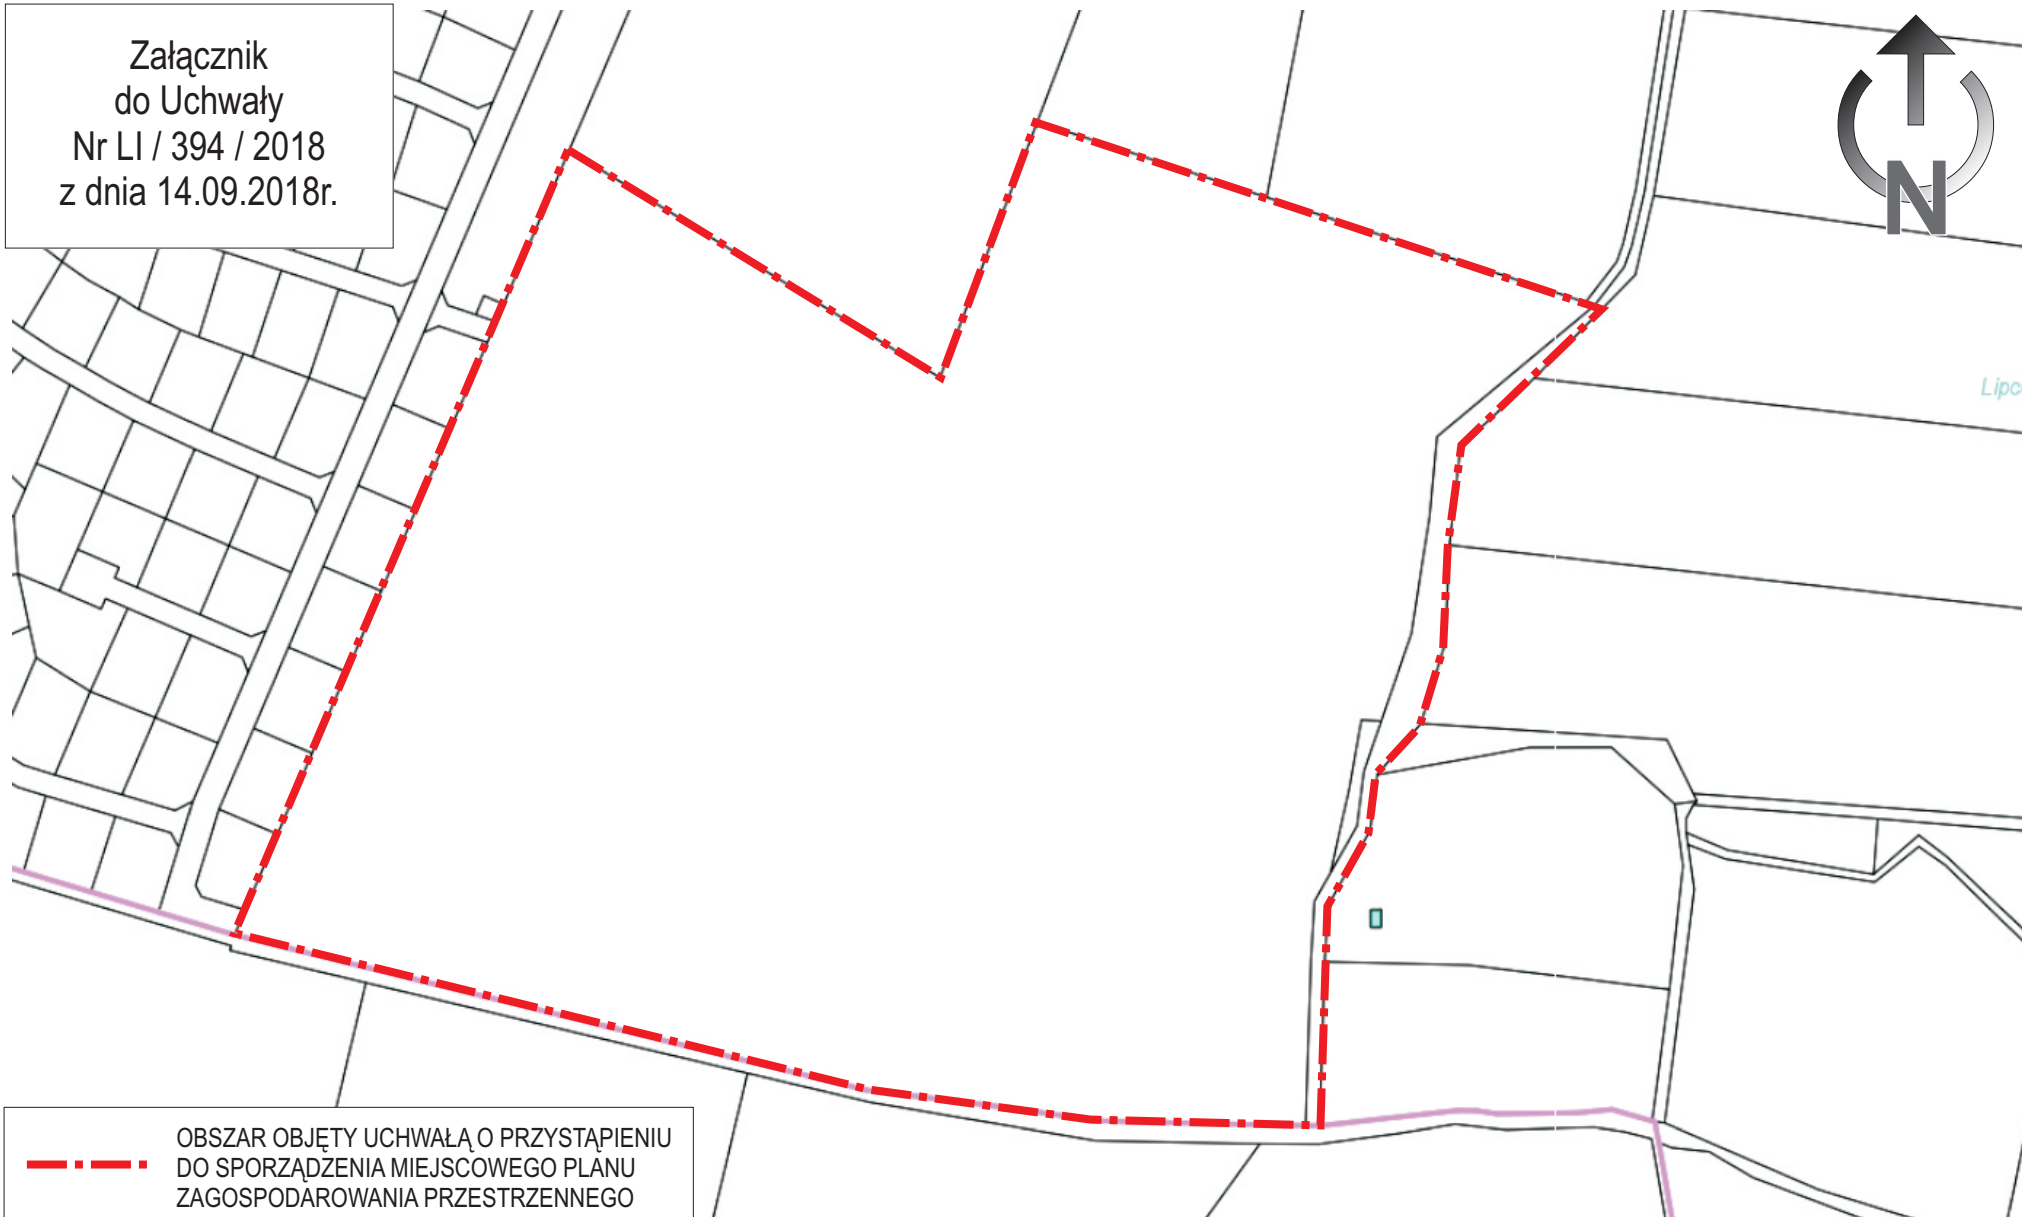 Załącznik
do Uchwały
Nr LI / 394 / 2018
z dnia 14.09.2018r.
N
Lipc
OBSZAR OBJĘTY UCHWAŁĄ O PRZYSTĄPIENIU
DO SPORZĄDZENIA MIEJSCOWEGO PLANU
ZAGOSPODAROWANIA PRZESTRZENNEGO